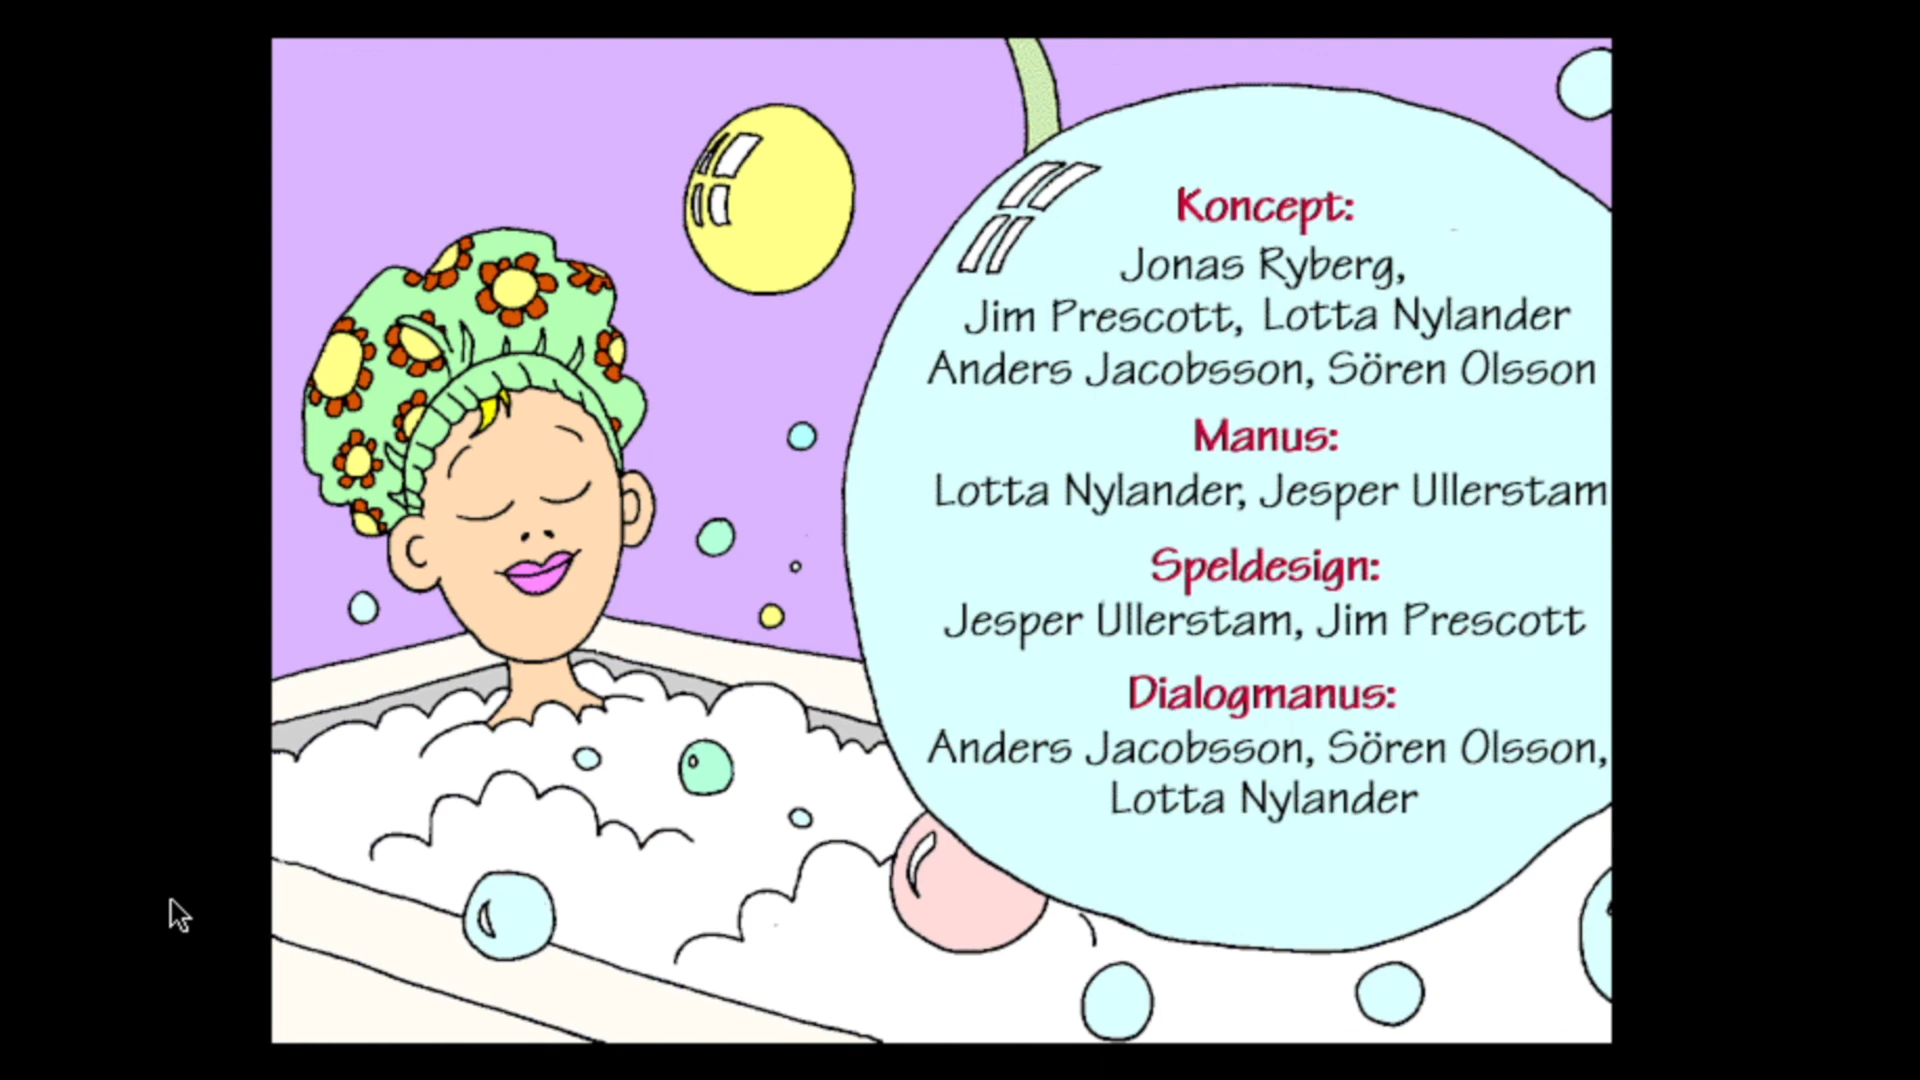 Koncept:
Jonas Ryberg,
Jim Prescott, Lotta Nylander
Anders Jacobsson, Sören Olsson
Manus:
Lotta Nylander, Jesper Ullerstam
Speldesign:
Jesper Ullerstam, Jim Prescott
Dialogmanus:
Anders Jacobsson, Sören Olsson,
Lotta Nylander